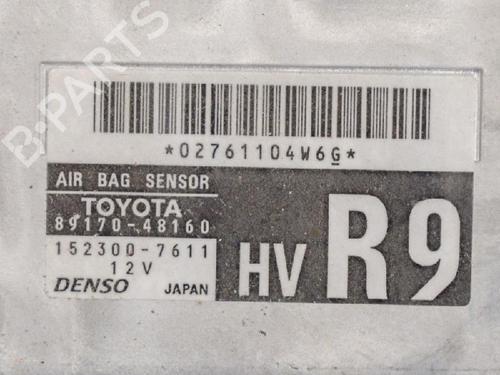 B-PARTS
*02761104W6G*
AIR BAG SENSOR
TOYOTA
89170-48160
152300-7611
12V
DENSO JAPAN
HV R9